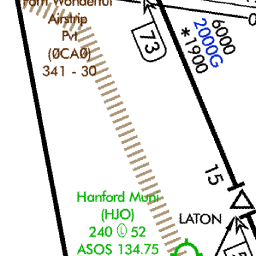 Wonderful
Airstrip
Pvt
(0CA0)
341 - 30
73
6000
2000G
*1900
15
Hanford Muni
(HJO)
240 Ⓛ 52
ASOS 134.75
LATON